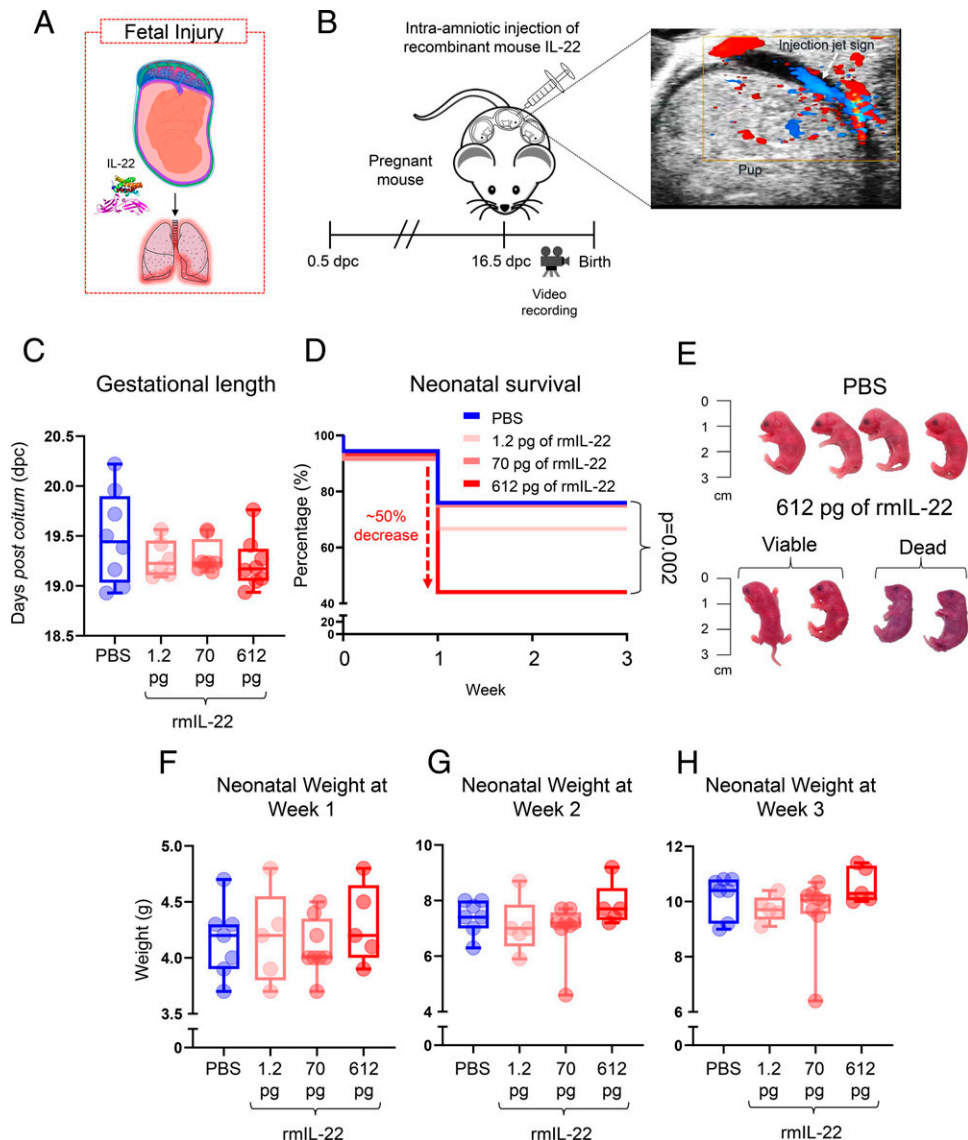 A
Fetal Injury
IL-22
B
Intra-amniotic injection of
recombinant mouse IL-22
Injection jet sign
Pup
Pregnant
mouse
0.5 dpc
16.5 dpc
Birth
Video
recording
C
Gestational length
Days post coitum (dpc)
20.5
20.0
19.5
19.0
18.5
PBS
1.2
pg
70
pg
612
pg
rmIL-22
D
Neonatal survival
PBS
1.2 pg of rmIL-22
70 pg of rmIL-22
612 pg of rmIL-22
Percentage (%)
100
80
60
40
20
0
~50%
decrease
p=0.002
0
1
2
3
Week
E
PBS
0
1
2
3
cm
612 pg of rmIL-22
Viable
Dead
0
1
2
3
cm
F
Neonatal Weight at
Week 1
Weight (g)
5.0
4.5
4.0
3.5
0
PBS
1.2
pg
70
pg
612
pg
rmIL-22
G
Neonatal Weight at
Week 2
10
8
6
4
0
PBS
1.2
pg
70
pg
612
pg
rmIL-22
H
Neonatal Weight at
Week 3
12
10
8
6
0
PBS
1.2
pg
70
pg
612
pg
rmIL-22